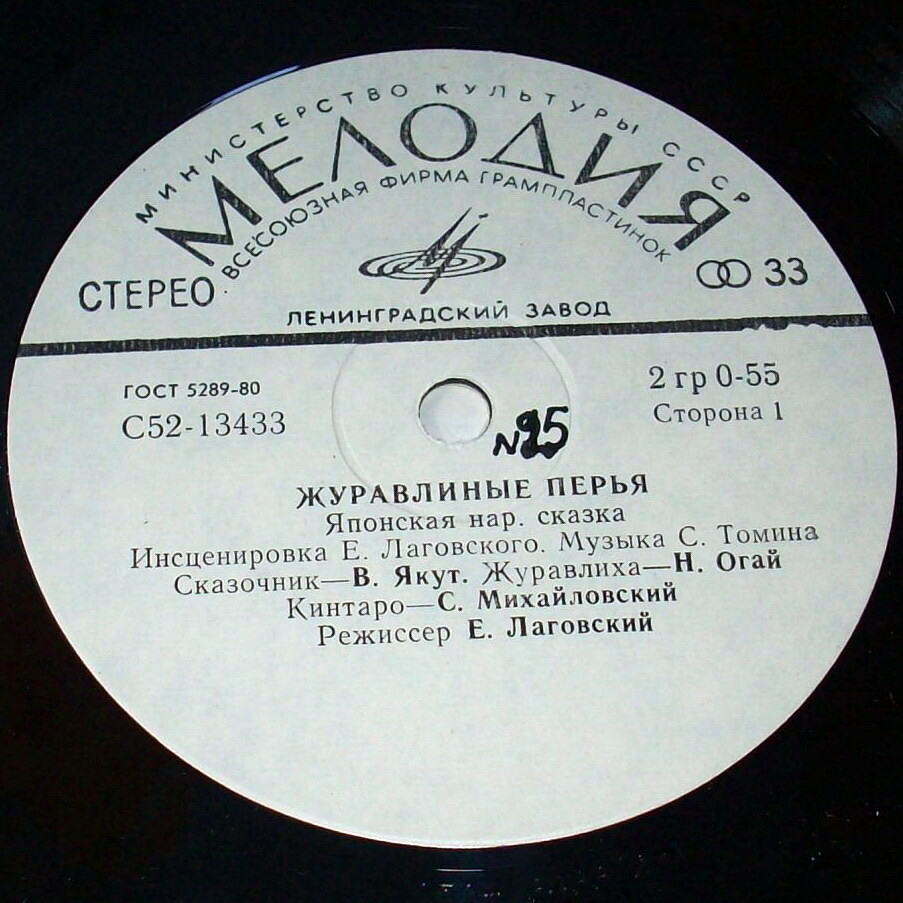 МИНИСТЕРСТВО КУЛЬТУРЫ СССР
МЕЛОДИЯ
ВСЕСОЮЗНАЯ ФИРМА ГРАМПЛАСТИНОК
СТЕРЕО
33
ЛЕНИНГРАДСКИЙ ЗАВОД
ГОСТ 5289-80
2 гр 0-55
С52-13433
Сторона 1
№25
ЖУРАВЛИНЫЕ ПЕРЬЯ
Японская нар. сказка
Инсценировка Е. Лаговского. Музыка С. Томина
Сказочник—В. Якут. Журавлиха—Н. Огай
Кинтаро—С. Михайловский
Режиссер Е. Лаговский